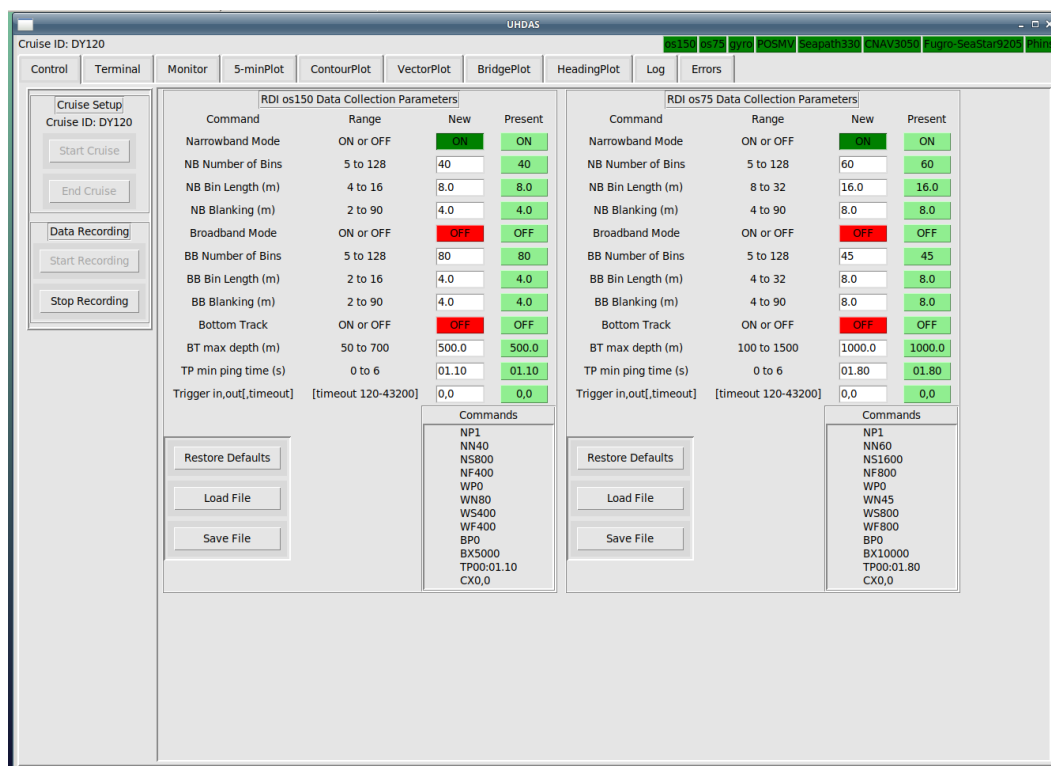 UHDAS
Cruise ID: DY120 os150 os75 gyro POSMV Seapath330 CNAV3050 Fugro-SeaStar9205 Phins
Control Terminal Monitor 5-minPlot ContourPlot VectorPlot BridgePlot HeadingPlot Log Errors
Cruise Setup
Cruise ID: DY120
Start Cruise
End Cruise
Data Recording
Start Recording
Stop Recording
RDI os150 Data Collection Parameters
Command Range New Present
Narrowband Mode ON or OFF ON ON
NB Number of Bins 5 to 128 40 40
NB Bin Length (m) 4 to 16 8.0 8.0
NB Blanking (m) 2 to 90 4.0 4.0
Broadband Mode ON or OFF OFF OFF
BB Number of Bins 5 to 128 80 80
BB Bin Length (m) 2 to 16 4.0 4.0
BB Blanking (m) 2 to 90 4.0 4.0
Bottom Track ON or OFF OFF OFF
BT max depth (m) 50 to 700 500.0 500.0
TP min ping time (s) 0 to 6 01.10 01.10
Trigger in,out[,timeout] [timeout 120-43200] 0,0 0,0
Restore Defaults
Load File
Save File
Commands
NP1
NN40
NS800
NF400
WP0
WN80
WS400
WF400
BP0
BX5000
TP00:01.10
CX0,0
RDI os75 Data Collection Parameters
Command Range New Present
Narrowband Mode ON or OFF ON ON
NB Number of Bins 5 to 128 60 60
NB Bin Length (m) 8 to 32 16.0 16.0
NB Blanking (m) 4 to 90 8.0 8.0
Broadband Mode ON or OFF OFF OFF
BB Number of Bins 5 to 128 45 45
BB Bin Length (m) 4 to 32 8.0 8.0
BB Blanking (m) 4 to 90 8.0 8.0
Bottom Track ON or OFF OFF OFF
BT max depth (m) 100 to 1500 1000.0 1000.0
TP min ping time (s) 0 to 6 01.80 01.80
Trigger in,out[,timeout] [timeout 120-43200] 0,0 0,0
Restore Defaults
Load File
Save File
Commands
NP1
NN60
NS1600
NF800
WP0
WN45
WS800
WF800
BP0
BX10000
TP00:01.80
CX0,0